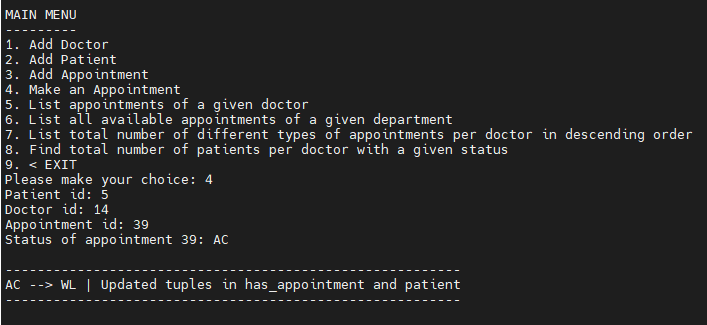 MAIN MENU
---------
1. Add Doctor
2. Add Patient
3. Add Appointment
4. Make an Appointment
5. List appointments of a given doctor
6. List all available appointments of a given department
7. List total number of different types of appointments per doctor in descending order
8. Find total number of patients per doctor with a given status
9. < EXIT
Please make your choice: 4
Patient id: 5
Doctor id: 14
Appointment id: 39
Status of appointment 39: AC
---------------------------------------------------------
AC --> WL | Updated tuples in has_appointment and patient
---------------------------------------------------------